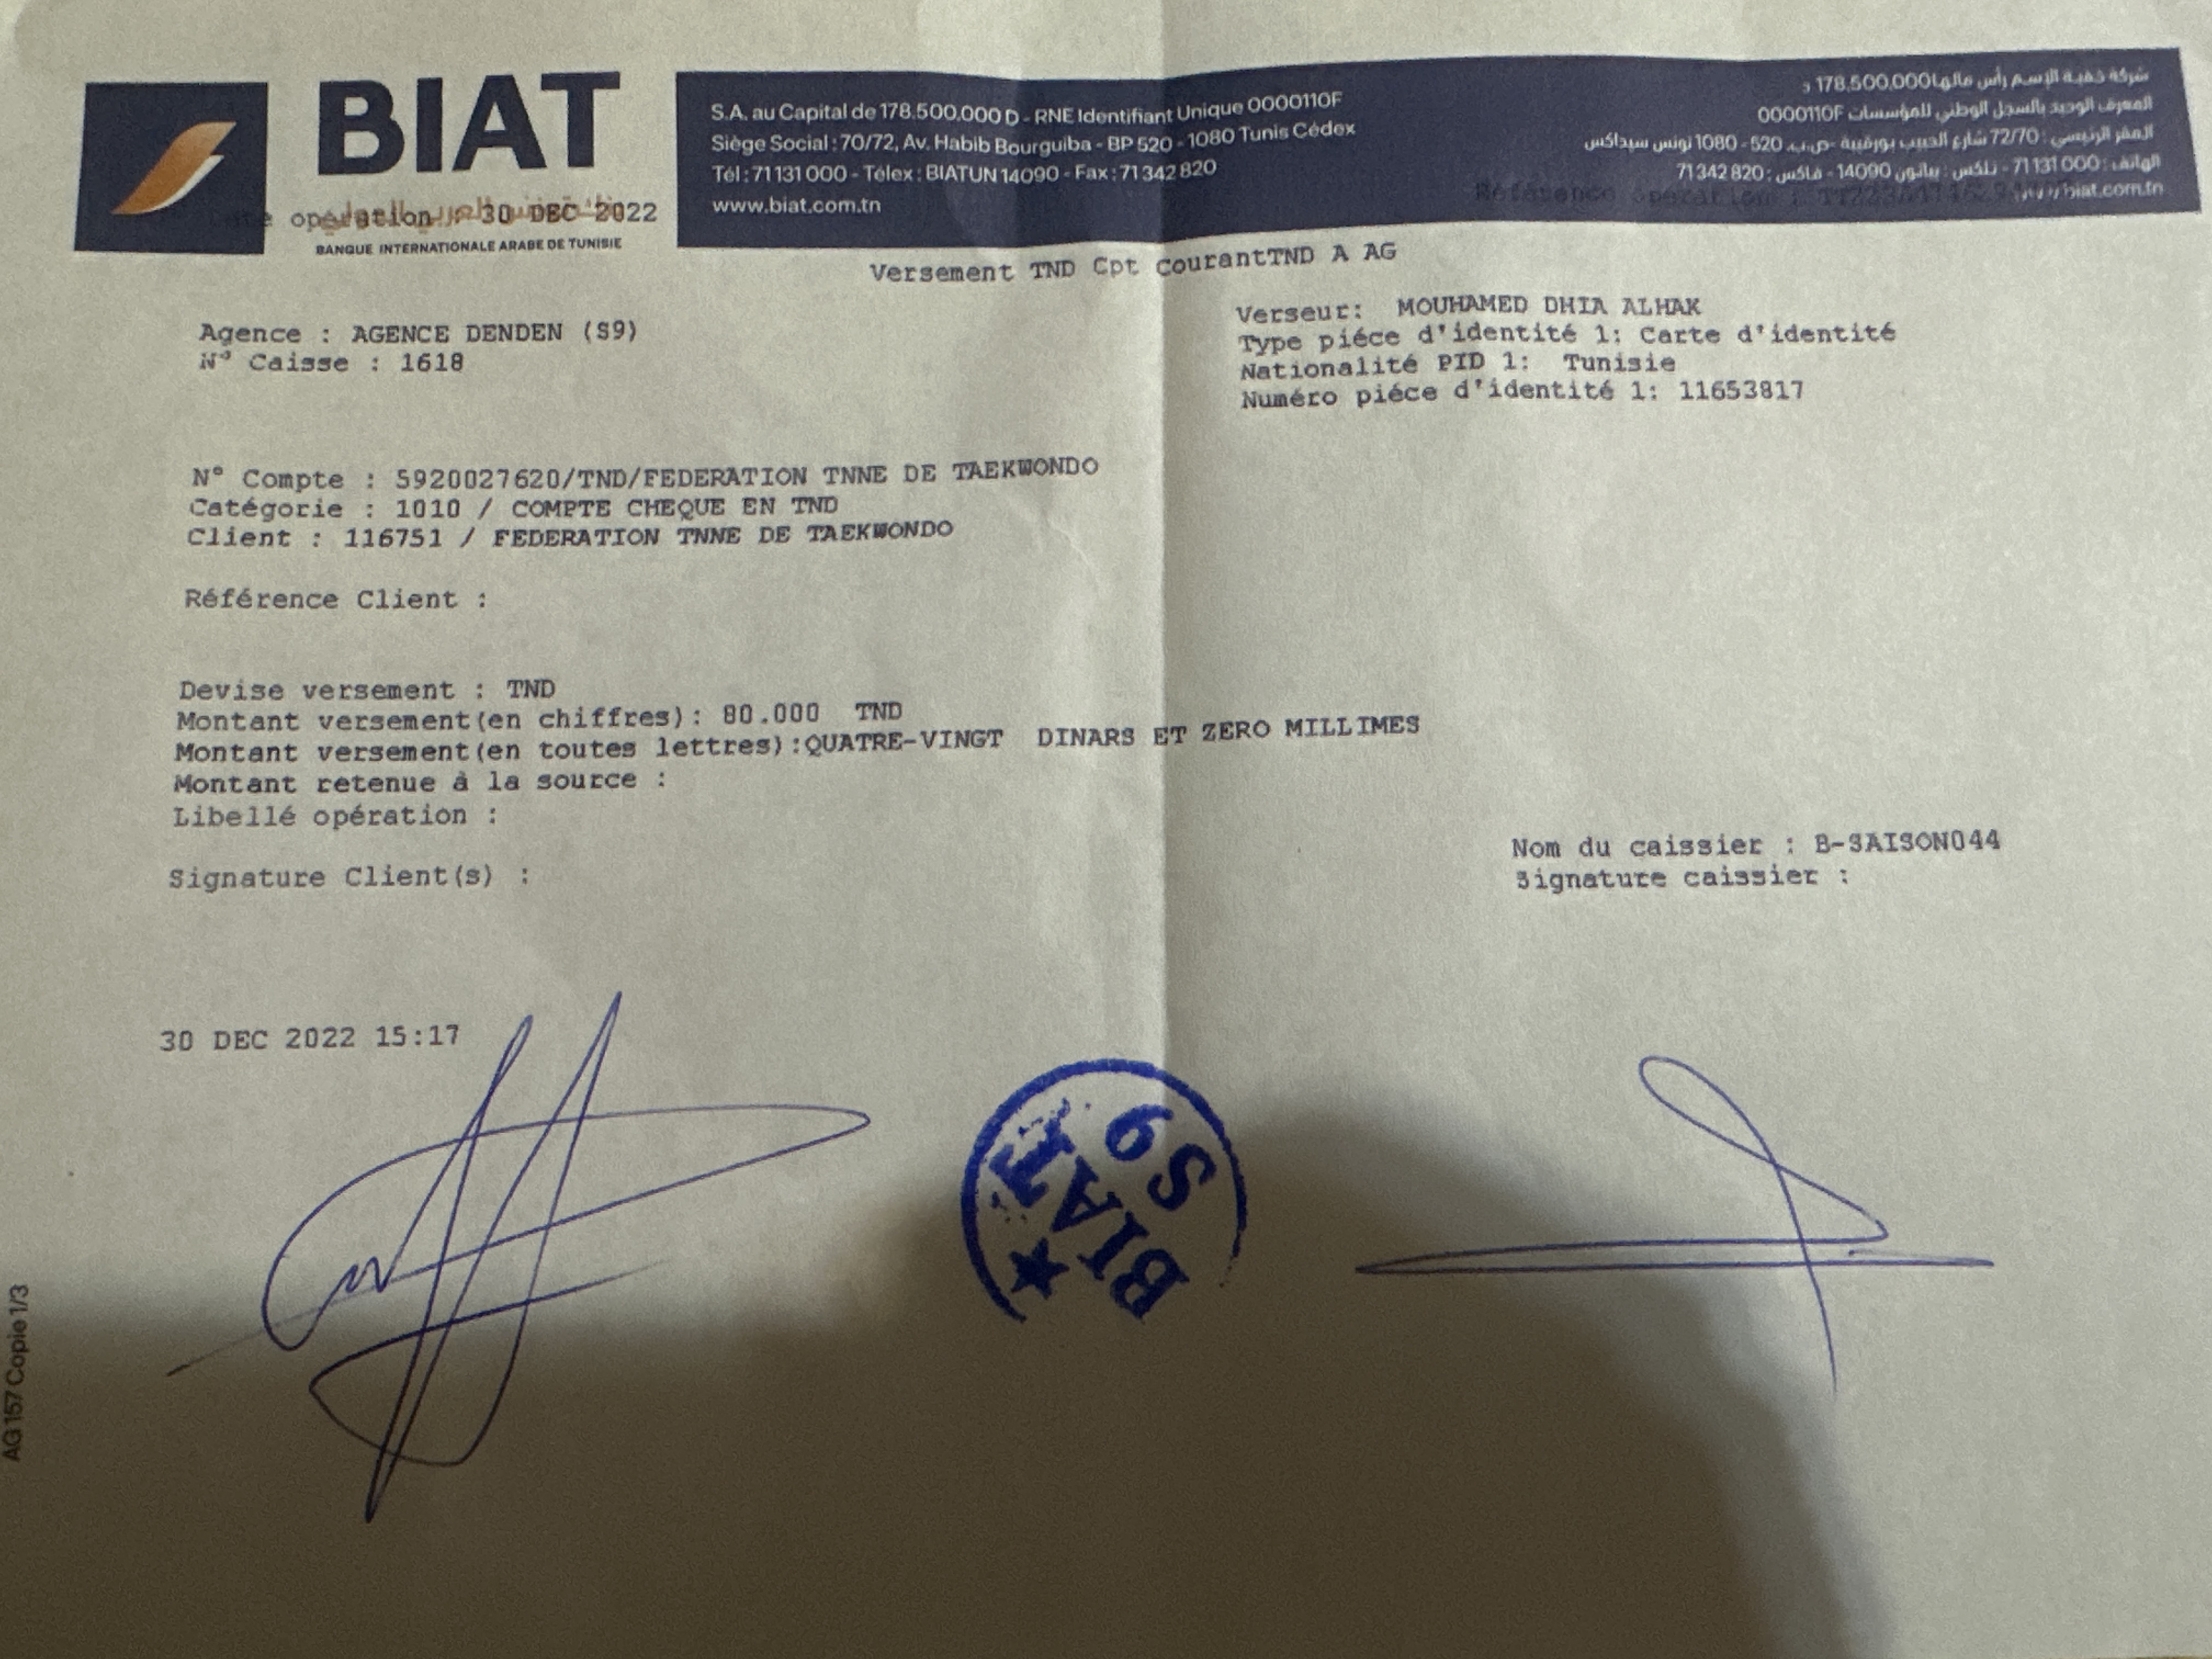 BIAT
BANQUE INTERNATIONALE ARABE DE TUNISIE
opération : 30 DEC 2022
S.A. au Capital de 178.500.000 D - RNE Identifiant Unique 0000110F
Siège Social : 70/72, Av. Habib Bourguiba - BP 520 - 1080 Tunis Cédex
Tél : 71 131 000 - Télex : BIATUN 14090 - Fax : 71 342 820
www.biat.com.tn
شركة خفية الإسم رأس مالها 178.500.000 د
المعرف الوحيد بالسجل الوطني للمؤسسات 0000110F
المقر الرئيسي : 72/70 شارع الحبيب بورقيبة -ص.ب. 520 - 1080 تونس سيداكس
الهاتف : 71 131 000 - تلكس : بياتون 14090 - فاكس : 71 342 820
biat.com.tn
Référence opération :
Versement TND Cpt CourantTND A AG
Agence : AGENCE DENDEN (S9)
N° Caisse : 1618
Verseur: MOUHAMED DHIA ALHAK
Type piéce d'identité 1: Carte d'identité
Nationalité PID 1: Tunisie
Numéro piéce d'identité 1: 11653817
N° Compte : 5920027620/TND/FEDERATION TNNE DE TAEKWONDO
Catégorie : 1010 / COMPTE CHEQUE EN TND
Client : 116751 / FEDERATION TNNE DE TAEKWONDO
Référence Client :
Devise versement : TND
Montant versement(en chiffres): 80.000 TND
Montant versement(en toutes lettres):QUATRE-VINGT DINARS ET ZERO MILLIMES
Montant retenue à la source :
Libellé opération :
Nom du caissier : B-SAISON044
Signature Client(s) :
Signature caissier :
30 DEC 2022 15:17
BIAT
S9
AG 157 Copie 1/3